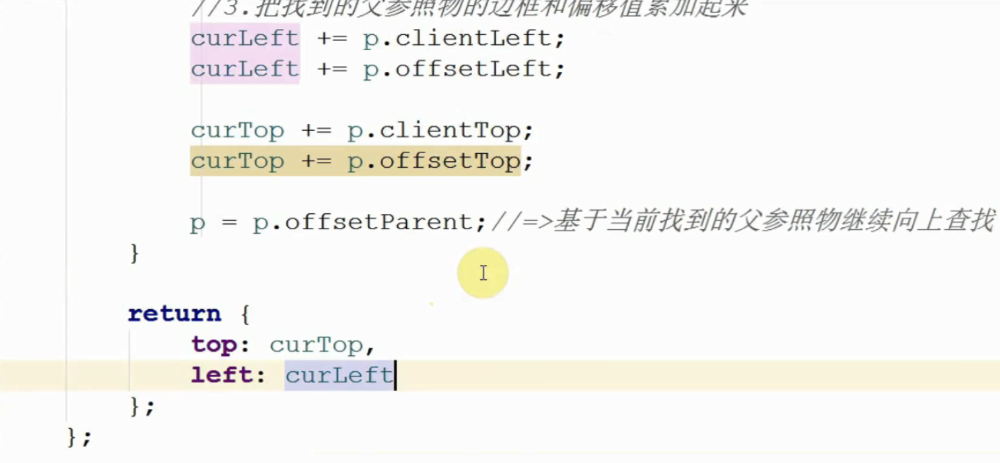 //3.把找到的父参照物的边框和偏移值累加起来
curLeft += p.clientLeft;
curLeft += p.offsetLeft;
curTop += p.clientTop;
curTop += p.offsetTop;
p = p.offsetParent;//=>基于当前找到的父参照物继续向上查找
}
return {
top: curTop,
left: curLeft
};
};